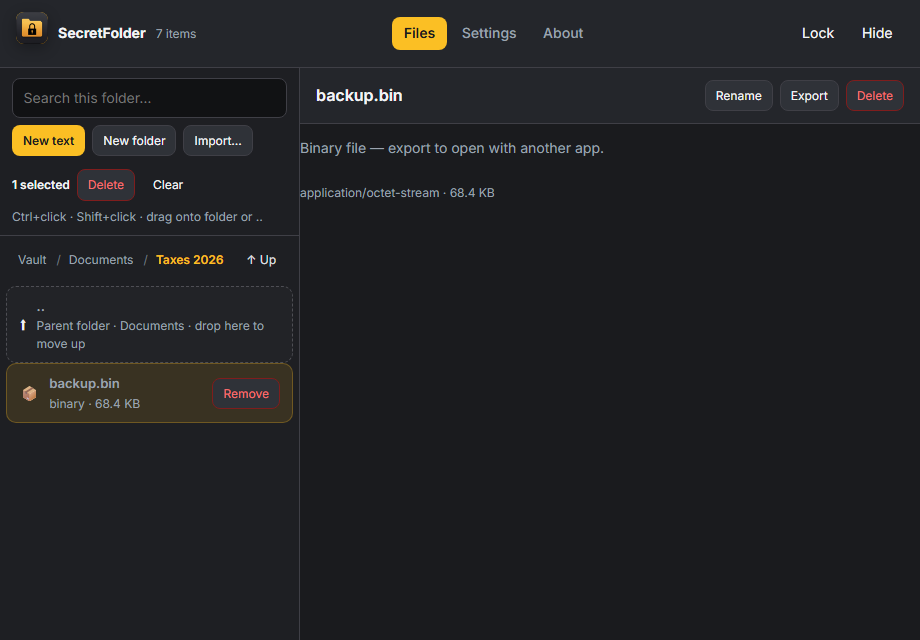 SecretFolder 7 items
Files Settings About
Lock Hide
Search this folder...
New text New folder Import...
1 selected Delete Clear
Ctrl+click · Shift+click · drag onto folder or ..
Vault / Documents / Taxes 2026 ↑ Up
..
Parent folder · Documents · drop here to
move up
backup.bin
binary · 68.4 KB
Remove
backup.bin
Rename Export Delete
Binary file — export to open with another app.
application/octet-stream · 68.4 KB